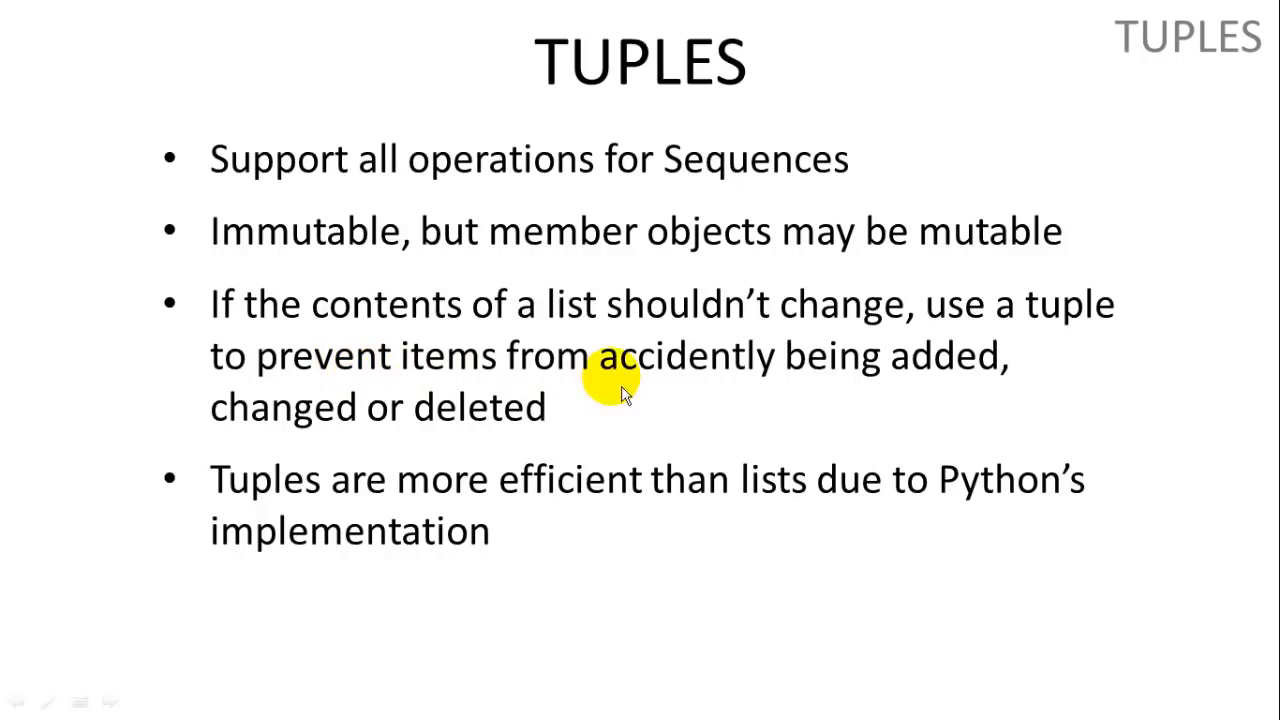 TUPLES
TUPLES
• Support all operations for Sequences
• Immutable, but member objects may be mutable
• If the contents of a list shouldn’t change, use a tuple
to prevent items from accidently being added,
changed or deleted
• Tuples are more efficient than lists due to Python’s
implementation